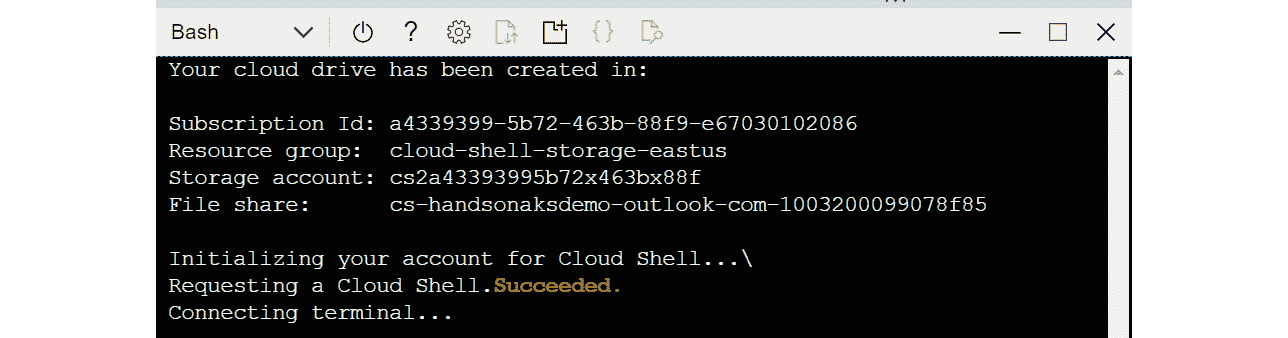 Bash
?
{}
Your cloud drive has been created in:
Subscription Id: a4339399-5b72-463b-88f9-e67030102086
Resource group:  cloud-shell-storage-eastus
Storage account: cs2a43393995b72x463bx88f
File share:      cs-handsonaksdemo-outlook-com-1003200099078f85
Initializing your account for Cloud Shell...\
Requesting a Cloud Shell.Succeeded.
Connecting terminal...